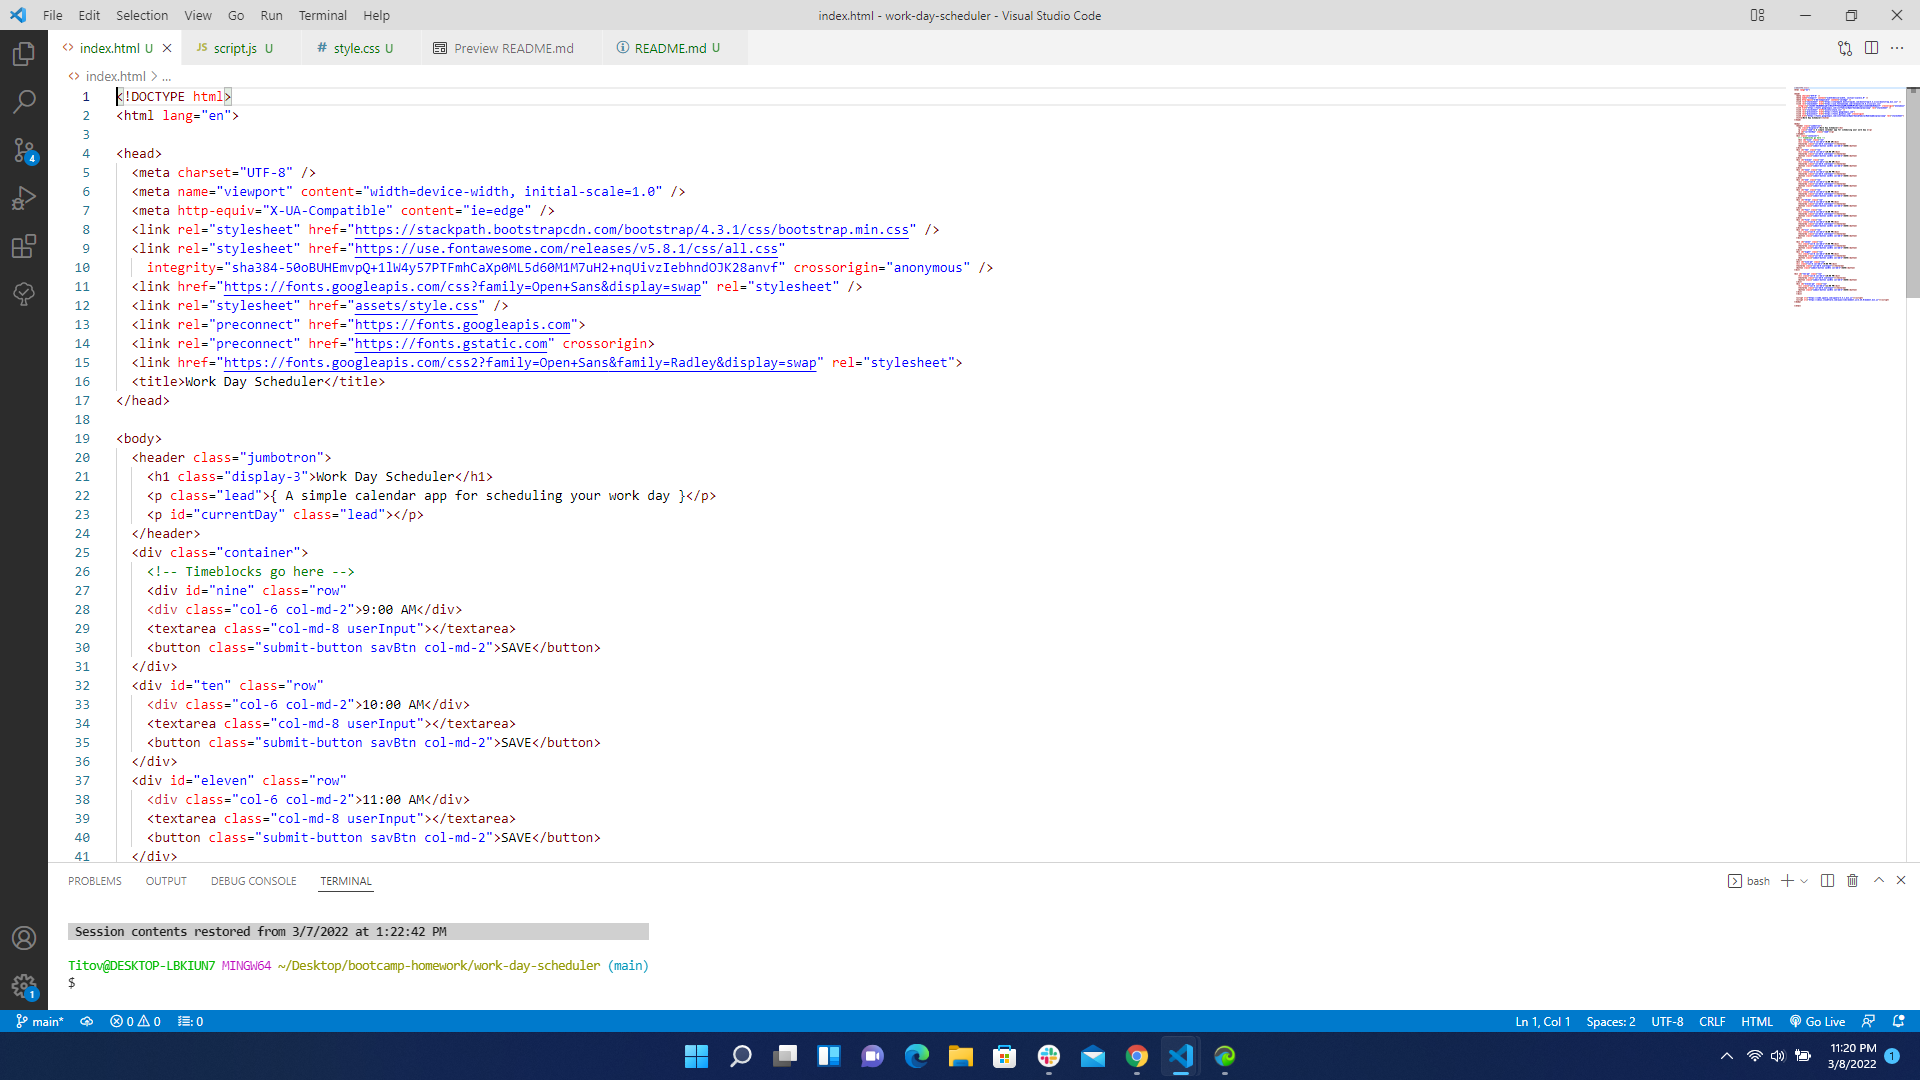 File Edit Selection View Go Run Terminal Help
index.html - work-day-scheduler - Visual Studio Code
index.html U
JS script.js U
# style.css U
Preview README.md
README.md U
index.html > ...
1 <!DOCTYPE html>
2 <html lang="en">
3
4 <head>
5 <meta charset="UTF-8" />
6 <meta name="viewport" content="width=device-width, initial-scale=1.0" />
7 <meta http-equiv="X-UA-Compatible" content="ie=edge" />
8 <link rel="stylesheet" href="https://stackpath.bootstrapcdn.com/bootstrap/4.3.1/css/bootstrap.min.css" />
9 <link rel="stylesheet" href="https://use.fontawesome.com/releases/v5.8.1/css/all.css"
10 integrity="sha384-50oBUHEmvpQ+1lW4y57PTFmhCaXp0ML5d60M1M7uH2+nqUivzIebhndOJK28anvf" crossorigin="anonymous" />
11 <link href="https://fonts.googleapis.com/css?family=Open+Sans&display=swap" rel="stylesheet" />
12 <link rel="stylesheet" href="assets/style.css" />
13 <link rel="preconnect" href="https://fonts.googleapis.com">
14 <link rel="preconnect" href="https://fonts.gstatic.com" crossorigin>
15 <link href="https://fonts.googleapis.com/css2?family=Open+Sans&family=Radley&display=swap" rel="stylesheet">
16 <title>Work Day Scheduler</title>
17 </head>
18
19 <body>
20 <header class="jumbotron">
21 <h1 class="display-3">Work Day Scheduler</h1>
22 <p class="lead">{ A simple calendar app for scheduling your work day }</p>
23 <p id="currentDay" class="lead"></p>
24 </header>
25 <div class="container">
26 <!-- Timeblocks go here -->
27 <div id="nine" class="row"
28 <div class="col-6 col-md-2">9:00 AM</div>
29 <textarea class="col-md-8 userInput"></textarea>
30 <button class="submit-button savBtn col-md-2">SAVE</button>
31 </div>
32 <div id="ten" class="row"
33 <div class="col-6 col-md-2">10:00 AM</div>
34 <textarea class="col-md-8 userInput"></textarea>
35 <button class="submit-button savBtn col-md-2">SAVE</button>
36 </div>
37 <div id="eleven" class="row"
38 <div class="col-6 col-md-2">11:00 AM</div>
39 <textarea class="col-md-8 userInput"></textarea>
40 <button class="submit-button savBtn col-md-2">SAVE</button>
41 </div>
PROBLEMS OUTPUT DEBUG CONSOLE TERMINAL
bash
Session contents restored from 3/7/2022 at 1:22:42 PM
Titov@DESKTOP-LBKIUN7 MINGW64 ~/Desktop/bootcamp-homework/work-day-scheduler (main)
$
4
1
main* 0 0 0
Ln 1, Col 1 Spaces: 2 UTF-8 CRLF HTML Go Live
11:20 PM
3/8/2022
1